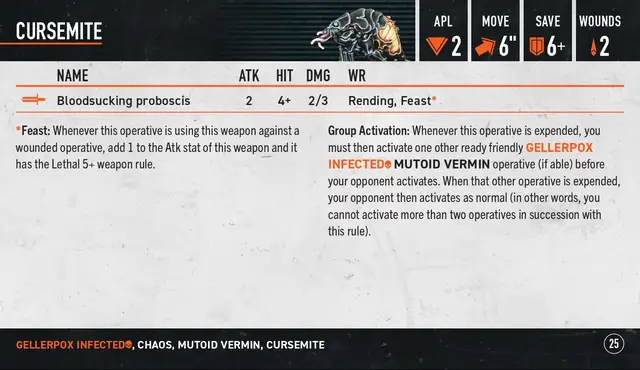 CURSEMITE
APL MOVE SAVE WOUNDS
2 6" 6+ 2
NAME ATK HIT DMG WR
Bloodsucking proboscis 2 4+ 2/3 Rending, Feast*
*Feast: Whenever this operative is using this weapon against a
wounded operative, add 1 to the Atk stat of this weapon and it
has the Lethal 5+ weapon rule.
Group Activation: Whenever this operative is expended, you
must then activate one other ready friendly GELLERPOX
INFECTED MUTOID VERMIN operative (if able) before
your opponent activates. When that other operative is expended,
your opponent then activates as normal (in other words, you
cannot activate more than two operatives in succession with
this rule).
GELLERPOX INFECTED, CHAOS, MUTOID VERMIN, CURSEMITE
25